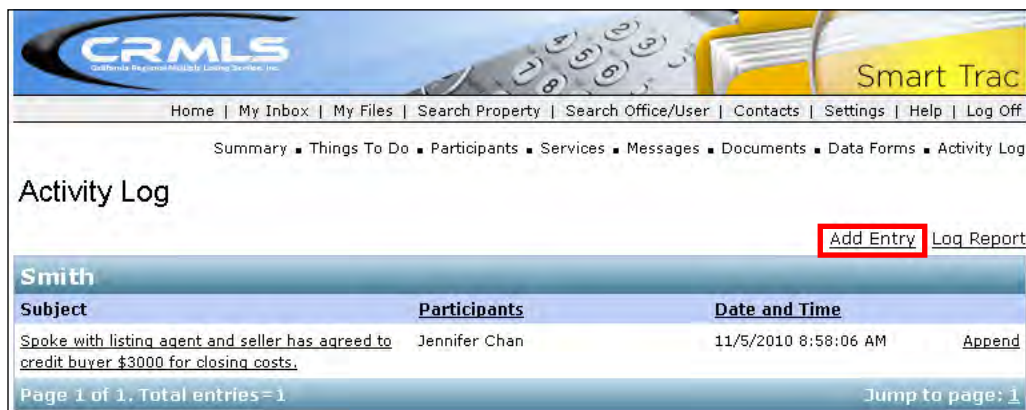 CRMLS
California Regional Multiple Listing Service, Inc.
Smart Trac
Home | My Inbox | My Files | Search Property | Search Office/User | Contacts | Settings | Help | Log Off
Summary ▪ Things To Do ▪ Participants ▪ Services ▪ Messages ▪ Documents ▪ Data Forms ▪ Activity Log
Activity Log
Add Entry Log Report
Smith
Subject Participants Date and Time
Spoke with listing agent and seller has agreed to Jennifer Chan 11/5/2010 8:58:06 AM Append
credit buyer $3000 for closing costs.
Page 1 of 1. Total entries=1 Jump to page: 1